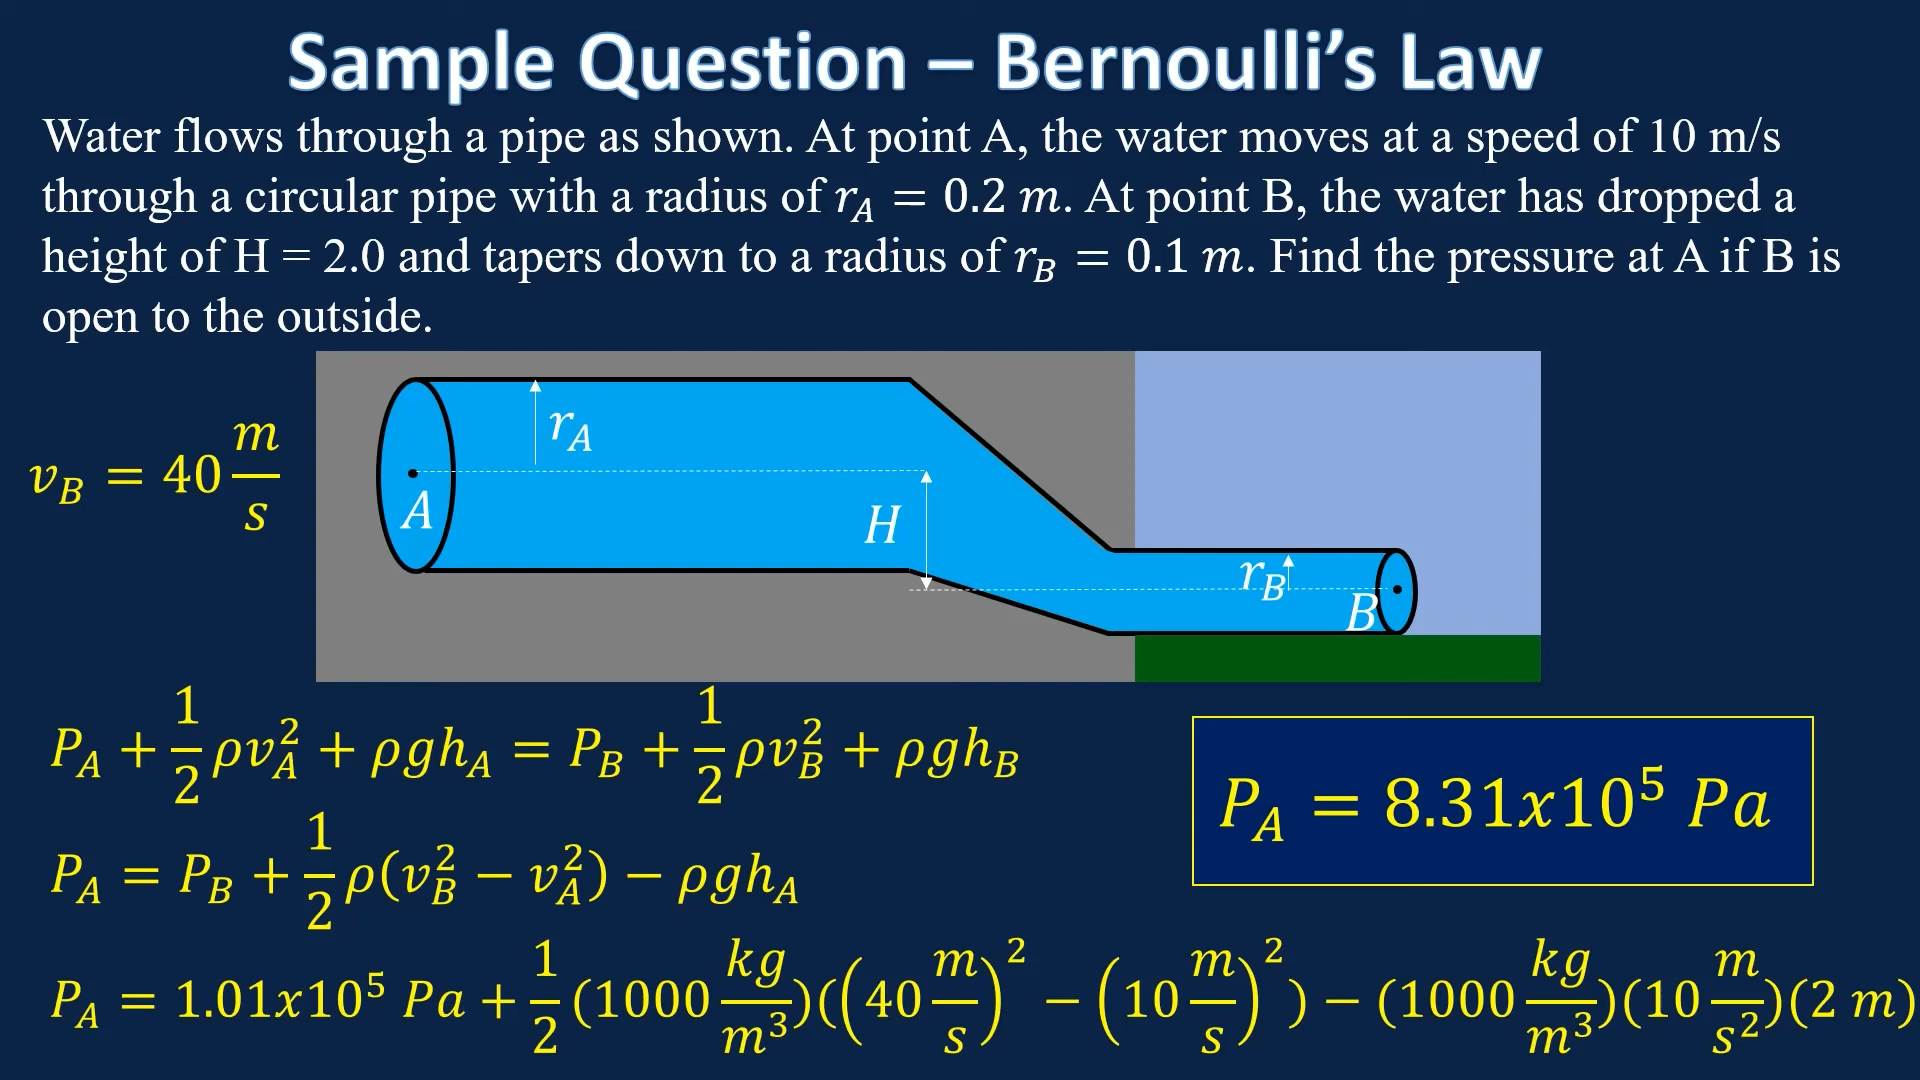 Sample Question – Bernoulli's Law
Water flows through a pipe as shown. At point A, the water moves at a speed of 10 m/s
through a circular pipe with a radius of r_A = 0.2 m. At point B, the water has dropped a
height of H = 2.0 and tapers down to a radius of r_B = 0.1 m. Find the pressure at A if B is
open to the outside.
v_B = 40 m/s
r_A
A
H
r_B
B
P_A + 1/2 ρv_A^2 + ρgh_A = P_B + 1/2 ρv_B^2 + ρgh_B
P_A = 8.31x10^5 Pa
P_A = P_B + 1/2 ρ(v_B^2 − v_A^2) − ρgh_A
P_A = 1.01x10^5 Pa + 1/2 (1000 kg/m^3)((40 m/s)^2 − (10 m/s)^2) − (1000 kg/m^3)(10 m/s^2)(2 m)